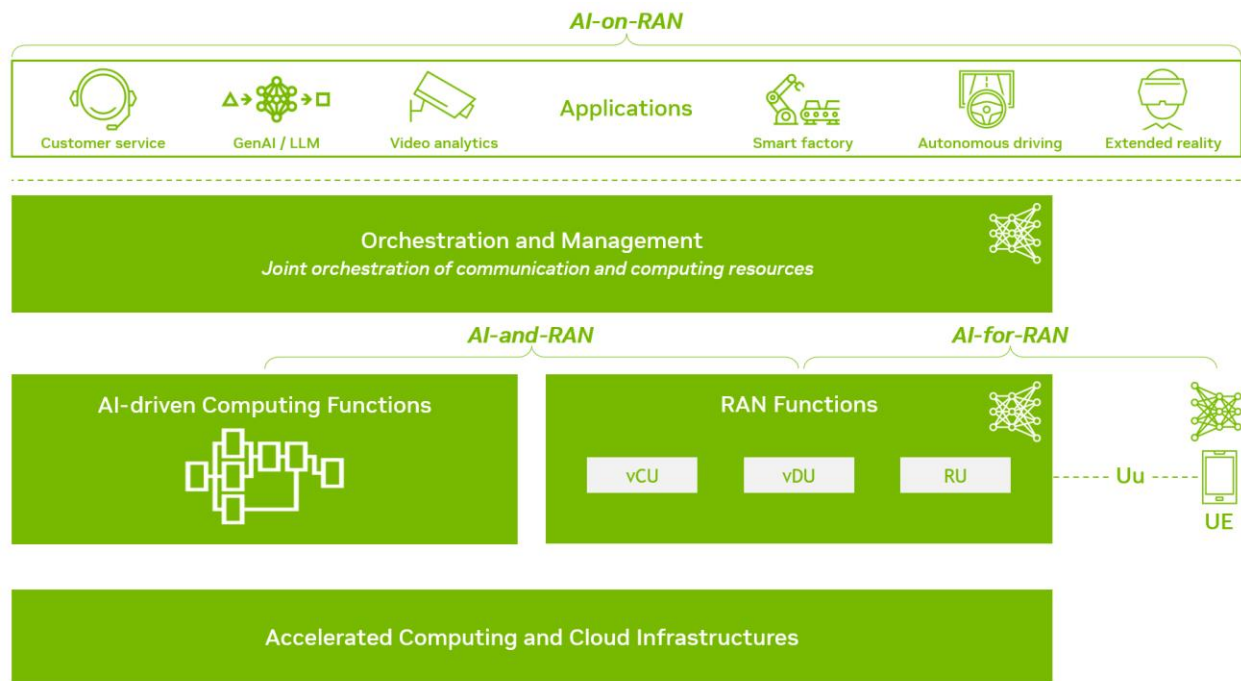 AI-on-RAN
Applications
Customer service
GenAI / LLM
Video analytics
Smart factory
Autonomous driving
Extended reality
Orchestration and Management
Joint orchestration of communication and computing resources
AI-and-RAN
AI-for-RAN
AI-driven Computing Functions
RAN Functions
vCU
vDU
RU
Uu
UE
Accelerated Computing and Cloud Infrastructures